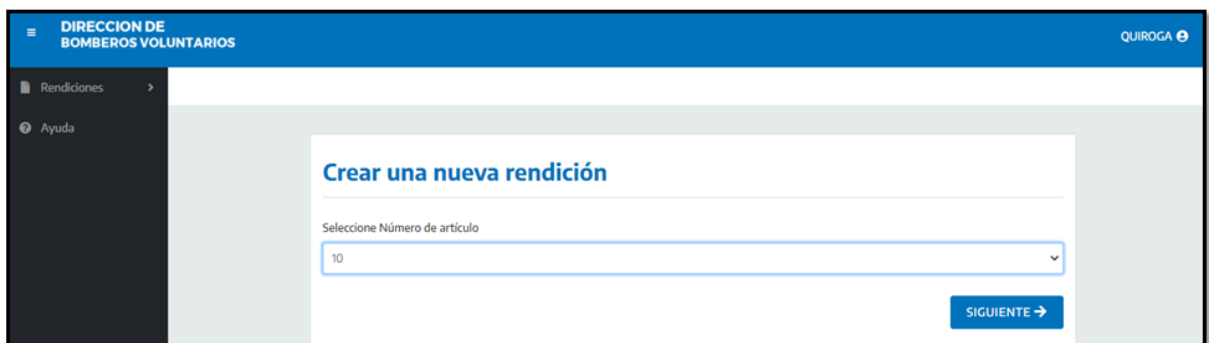 DIRECCION DE
BOMBEROS VOLUNTARIOS
QUIROGA
Rendiciones
Ayuda
Crear una nueva rendición
Seleccione Número de artículo
10
SIGUIENTE